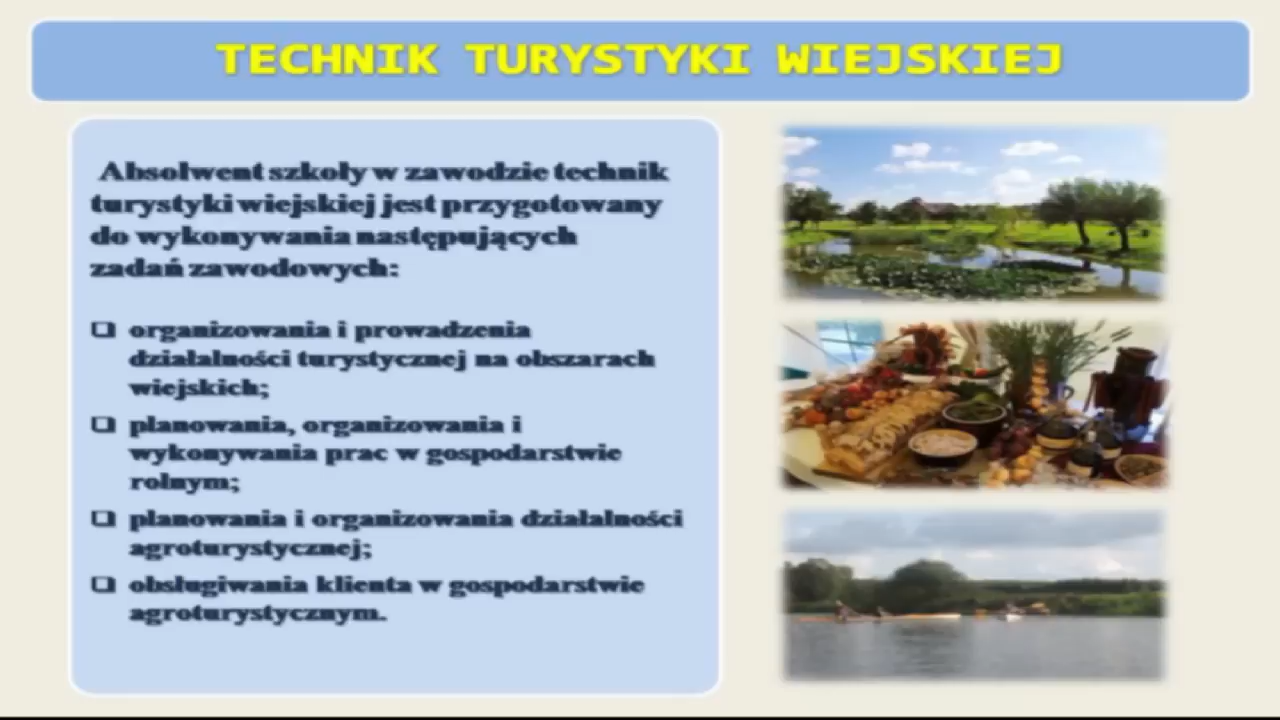 TECHNIK TURYSTYKI WIEJSKIEJ
Absolwent szkoły w zawodzie technik
turystyki wiejskiej jest przygotowany
do wykonywania następujących
zadań zawodowych:
organizowania i prowadzenia
działalności turystycznej na obszarach
wiejskich;
planowania, organizowania i
wykonywania prac w gospodarstwie
rolnym;
planowania i organizowania działalności
agroturystycznej;
obsługiwania klienta w gospodarstwie
agroturystycznym.